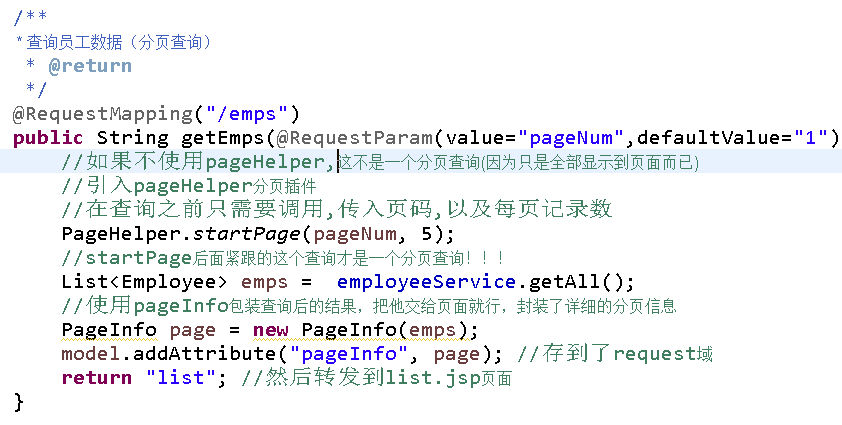 /**
* 查询员工数据（分页查询）
* @return
*/
@RequestMapping("/emps")
public String getEmps(@RequestParam(value="pageNum",defaultValue="1")
//如果不使用pageHelper,这不是一个分页查询(因为只是全部显示到页面而已)
//引入pageHelper分页插件
//在查询之前只需要调用,传入页码,以及每页记录数
PageHelper.startPage(pageNum, 5);
//startPage后面紧跟的这个查询才是一个分页查询！！！
List<Employee> emps =  employeeService.getAll();
//使用pageInfo包装查询后的结果，把他交给页面就行，封装了详细的分页信息
PageInfo page = new PageInfo(emps);
model.addAttribute("pageInfo", page); //存到了request域
return "list"; //然后转发到list.jsp页面
}